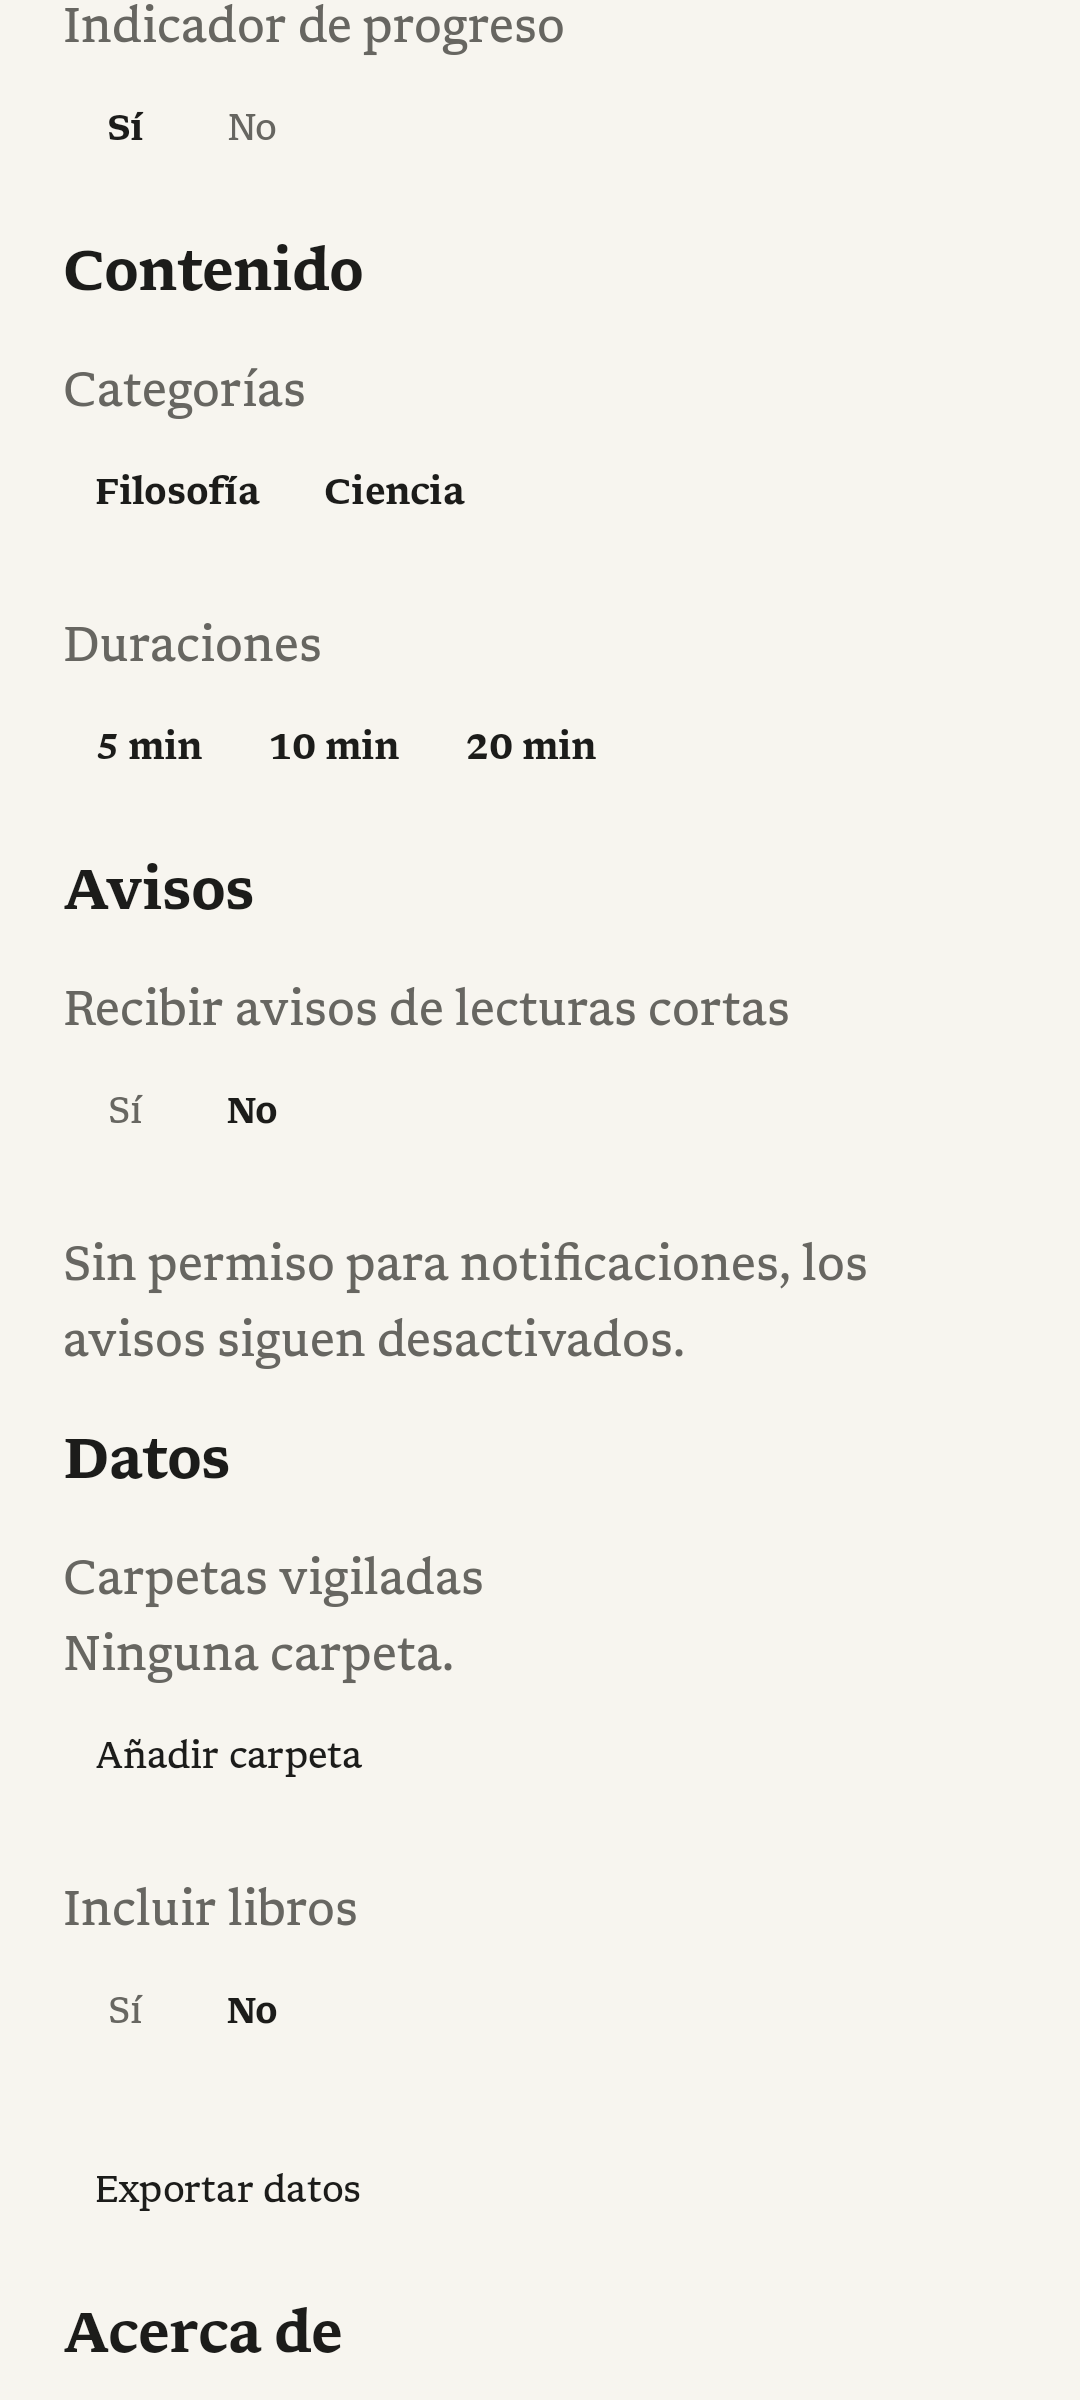 Indicador de progreso
Sí No
Contenido
Categorías
Filosofía Ciencia
Duraciones
5 min 10 min 20 min
Avisos
Recibir avisos de lecturas cortas
Sí No
Sin permiso para notificaciones, los
avisos siguen desactivados.
Datos
Carpetas vigiladas
Ninguna carpeta.
Añadir carpeta
Incluir libros
Sí No
Exportar datos
Acerca de